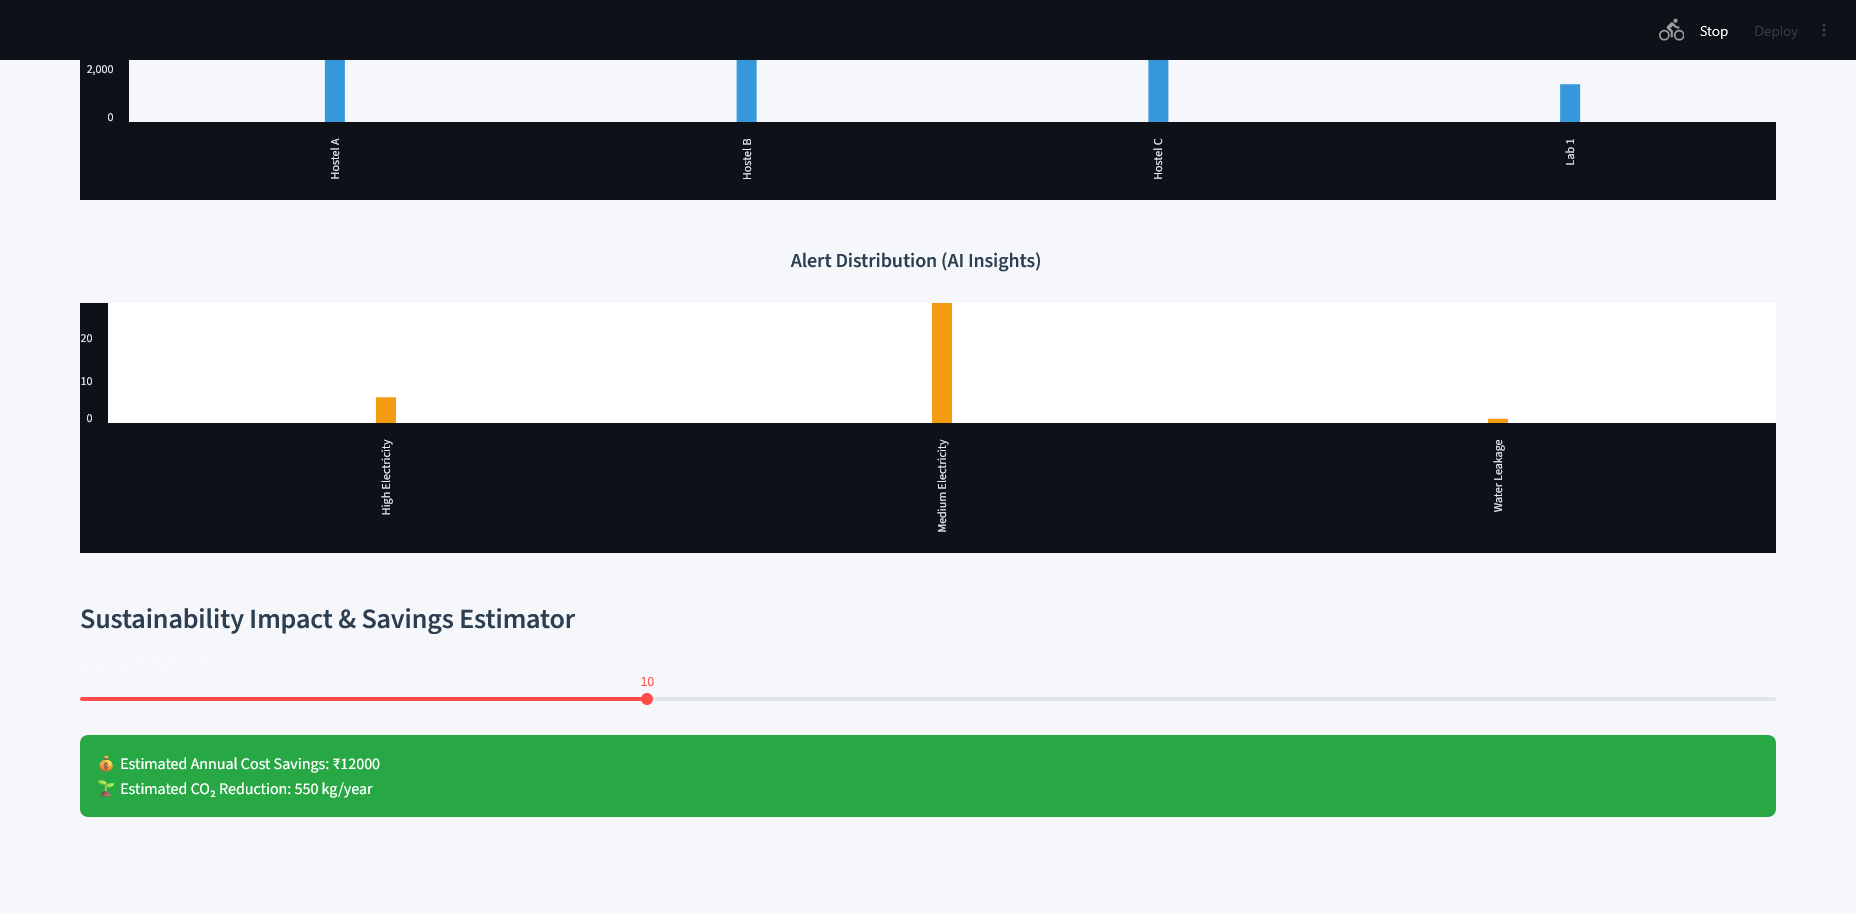 Stop
Deploy
2,000
0
Hostel A
Hostel B
Hostel C
Lab 1
Alert Distribution (AI Insights)
20
10
0
High Electricity
Medium Electricity
Water Leakage
Sustainability Impact & Savings Estimator
10
Estimated Annual Cost Savings: ₹12000
Estimated CO₂ Reduction: 550 kg/year